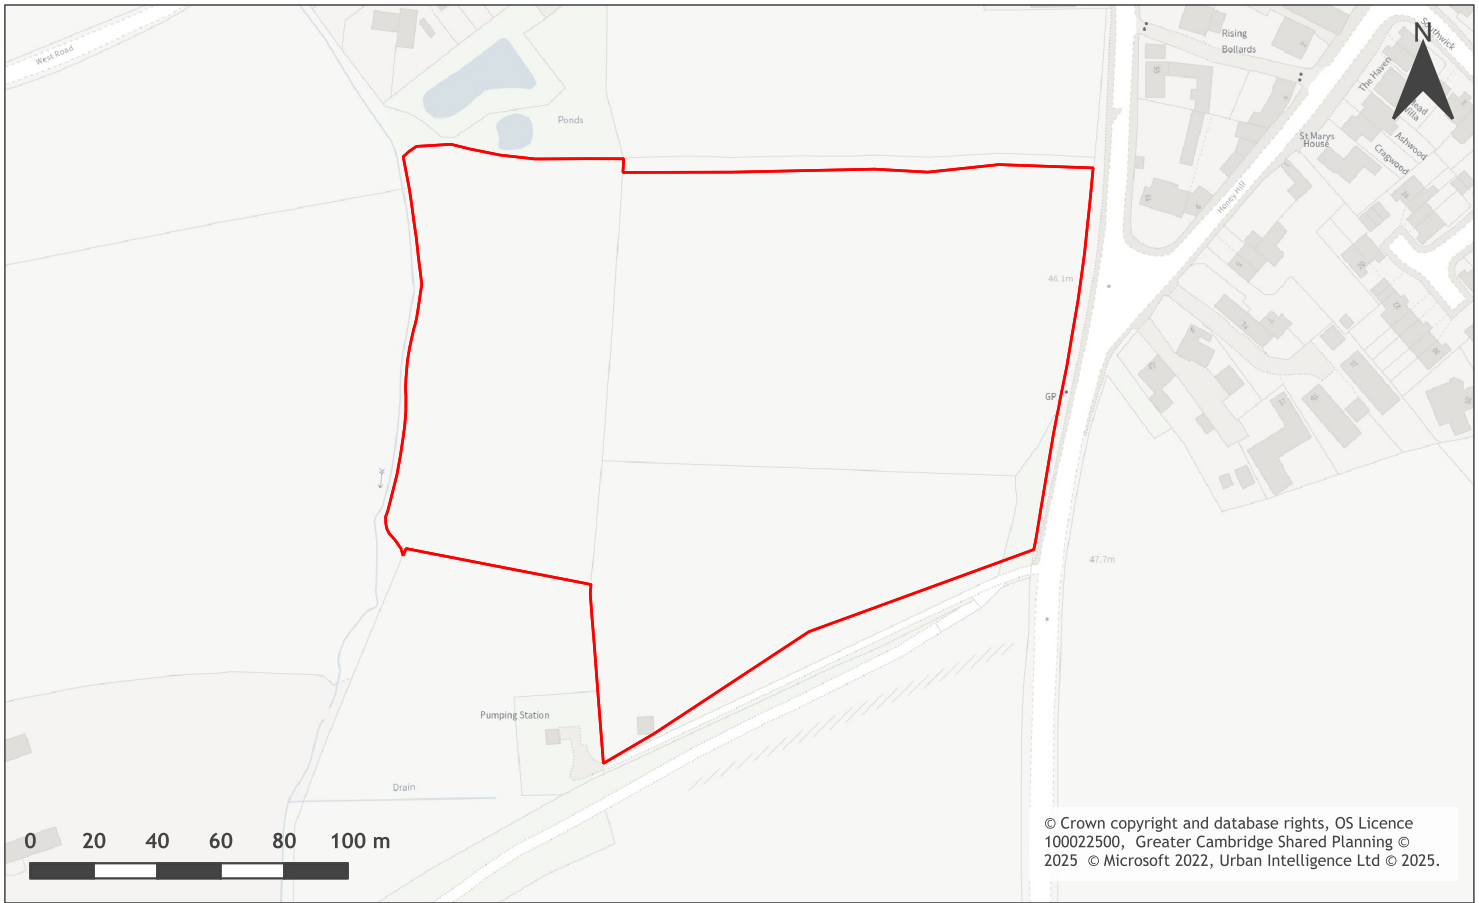 West Road
Rising
Bollards
Southwick
N
The Haven
Ponds
St Marys
House
Ashwood
Cragwood
Honey Hill
46.1m
GP
47.7m
Pumping Station
Drain
0 20 40 60 80 100 m
© Crown copyright and database rights, OS Licence
100022500, Greater Cambridge Shared Planning ©
2025 © Microsoft 2022, Urban Intelligence Ltd © 2025.